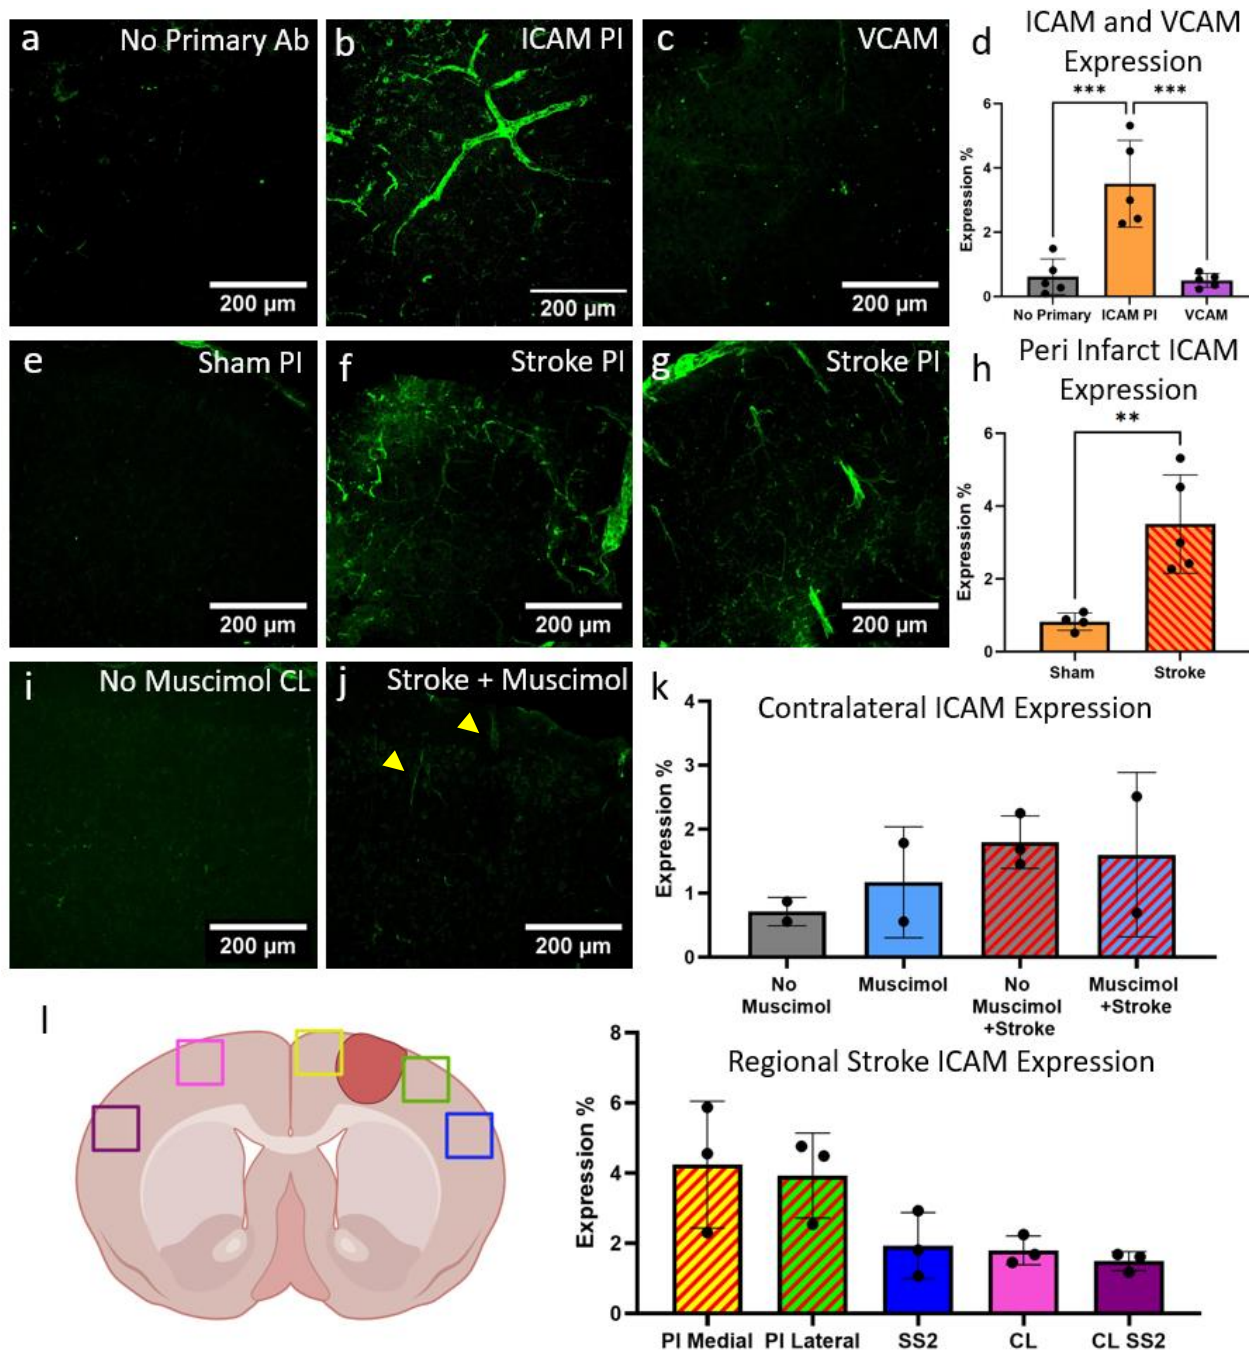 a
No Primary Ab
200 µm
b
ICAM PI
200 µm
c
VCAM
200 µm
d
ICAM and VCAM
Expression
***
***
Expression %
6
4
2
0
No Primary
ICAM PI
VCAM
e
Sham PI
200 µm
f
Stroke PI
200 µm
g
Stroke PI
200 µm
h
Peri Infarct ICAM
Expression
**
Expression %
6
4
2
0
Sham
Stroke
i
No Muscimol CL
200 µm
j
Stroke + Muscimol
200 µm
k
Contralateral ICAM Expression
Expression %
4
3
2
1
0
No
Muscimol
Muscimol
No
Muscimol
+Stroke
Muscimol
+Stroke
l
Regional Stroke ICAM Expression
Expression %
8
6
4
2
0
PI Medial
PI Lateral
SS2
CL
CL SS2